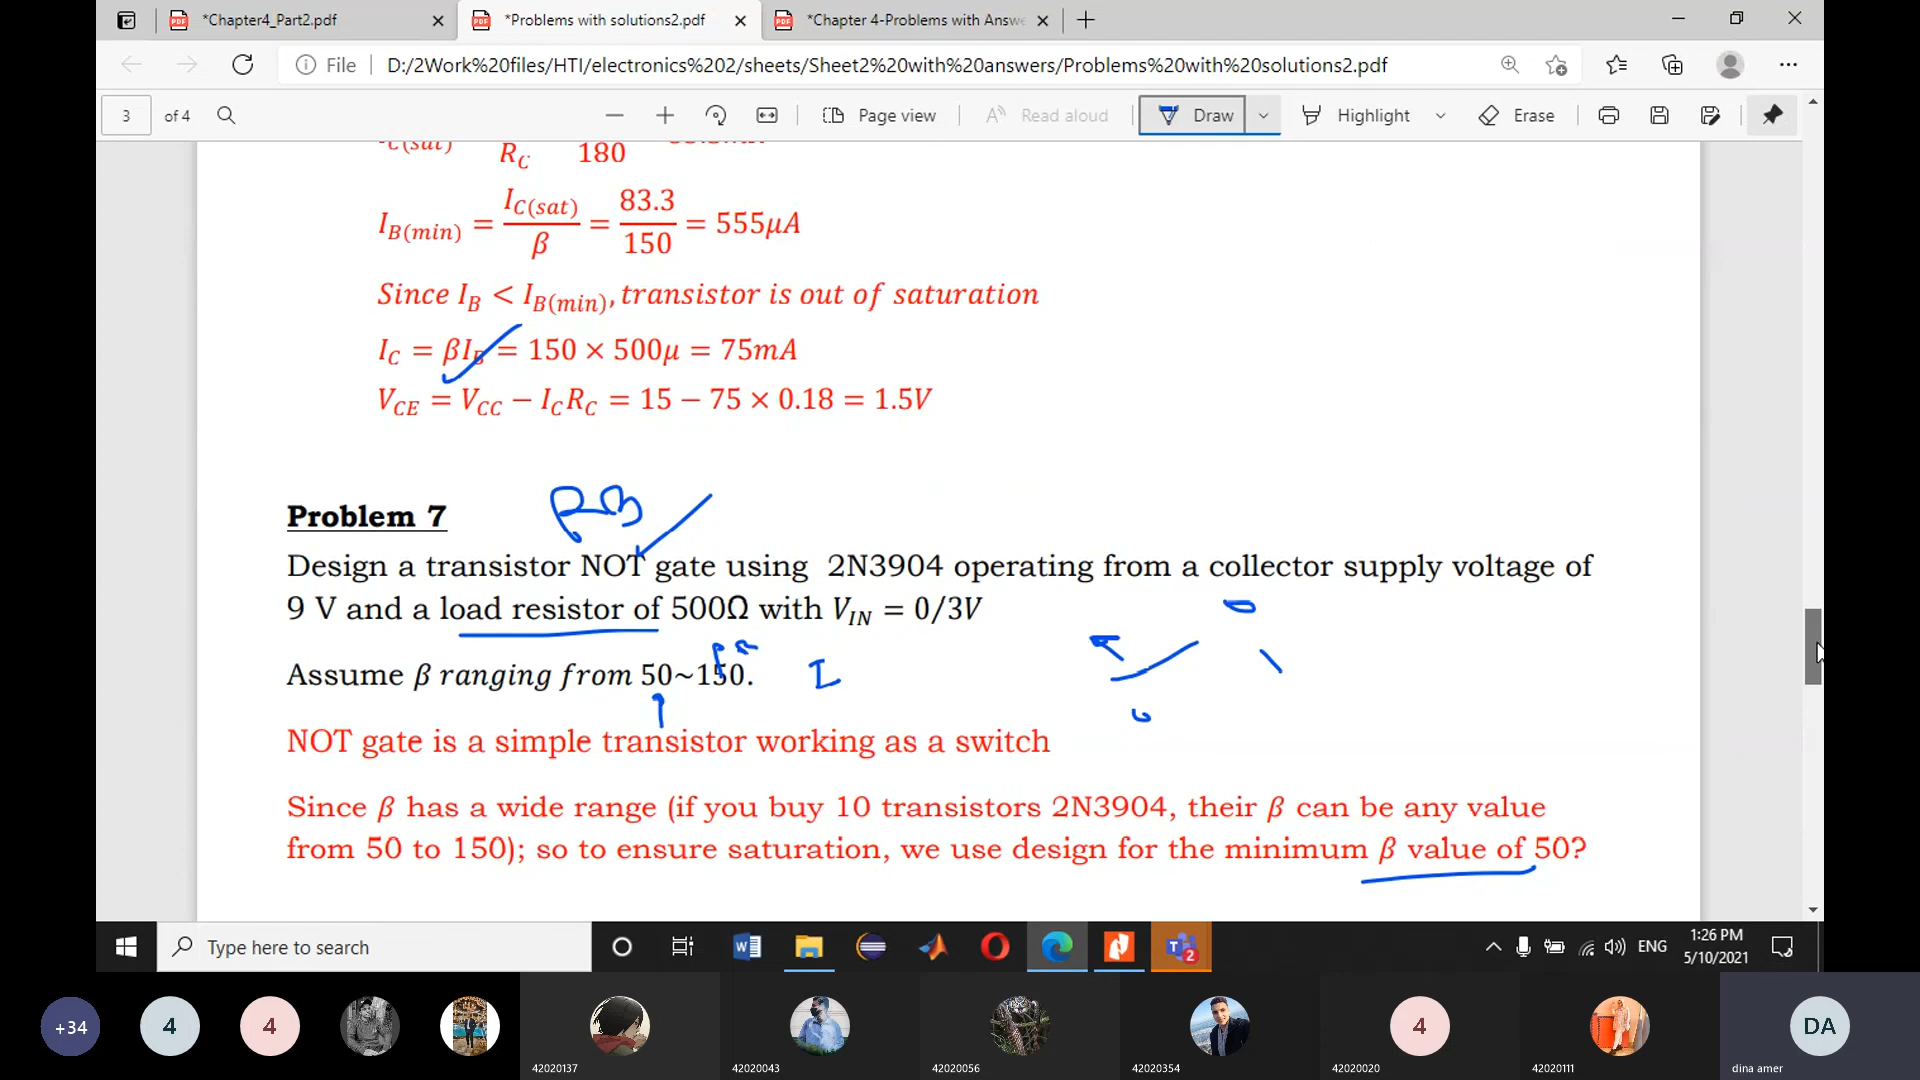 *Chapter4_Part2.pdf
*Problems with solutions2.pdf
*Chapter 4-Problems with Answe
File
D:/2Work%20files/HTI/electronics%202/sheets/Sheet2%20with%20answers/Problems%20with%20solutions2.pdf
3 of 4
Page view
Read aloud
Draw
Highlight
Erase
R_C 180
I_B(min) = I_C(sat)/β = 83.3/150 = 555μA
Since I_B < I_B(min), transistor is out of saturation
I_C = βI_B = 150 × 500μ = 75mA
V_CE = V_CC − I_C R_C = 15 − 75 × 0.18 = 1.5V
RB
Problem 7
Design a transistor NOT gate using 2N3904 operating from a collector supply voltage of
9 V and a load resistor of 500Ω with V_IN = 0/3V
Assume β ranging from 50~150.
I
NOT gate is a simple transistor working as a switch
Since β has a wide range (if you buy 10 transistors 2N3904, their β can be any value
from 50 to 150); so to ensure saturation, we use design for the minimum β value of 50?
Type here to search
2
ENG
1:26 PM
5/10/2021
+34
4
4
4
DA
42020137
42020043
42020056
42020354
42020020
42020111
dina amer